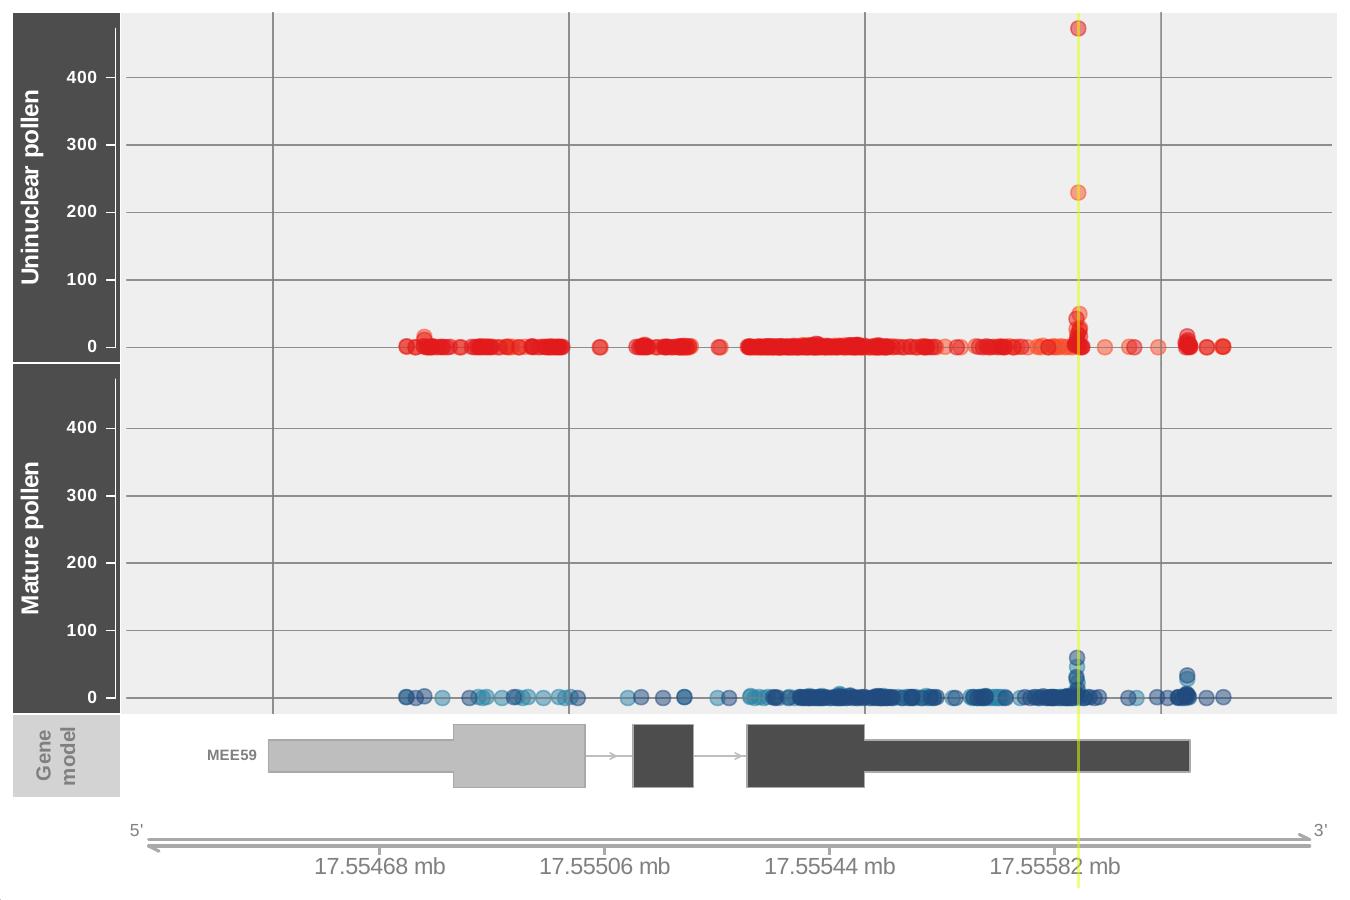 Uninuclear pollen
400
300
200
100
0
Mature pollen
400
300
200
100
0
Gene
model
MEE59
5'
3'
17.55468 mb
17.55506 mb
17.55544 mb
17.55582 mb